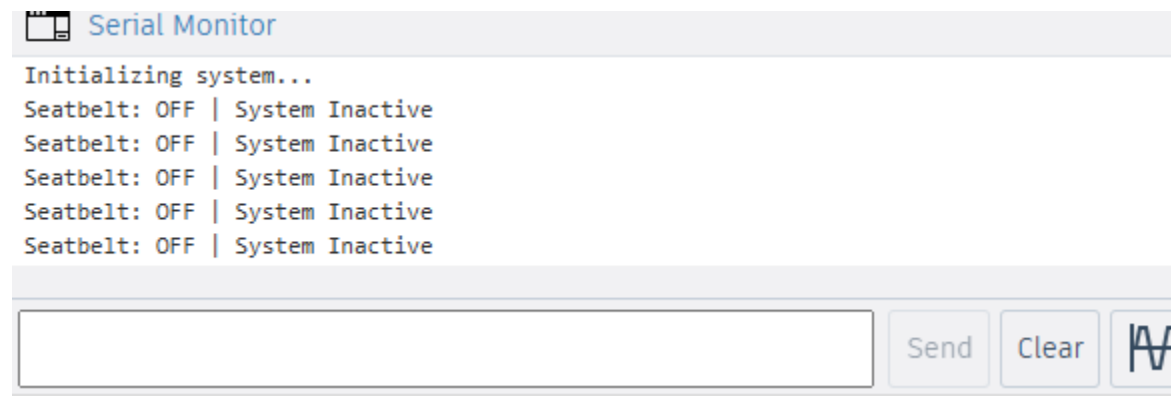 Serial Monitor
Initializing system...
Seatbelt: OFF | System Inactive
Seatbelt: OFF | System Inactive
Seatbelt: OFF | System Inactive
Seatbelt: OFF | System Inactive
Seatbelt: OFF | System Inactive
Send Clear